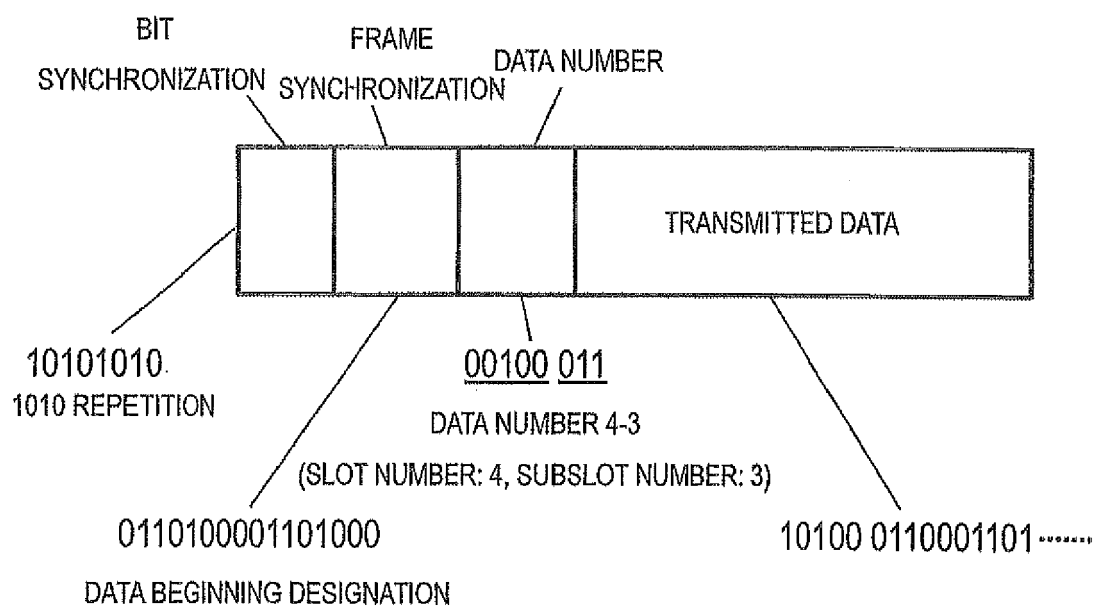 BIT
SYNCHRONIZATION
FRAME
SYNCHRONIZATION
DATA NUMBER
TRANSMITTED DATA
10101010
1010 REPETITION
00100 011
DATA NUMBER 4-3
(SLOT NUMBER: 4, SUBSLOT NUMBER: 3)
0110100001101000
DATA BEGINNING DESIGNATION
10100 0110001101·······